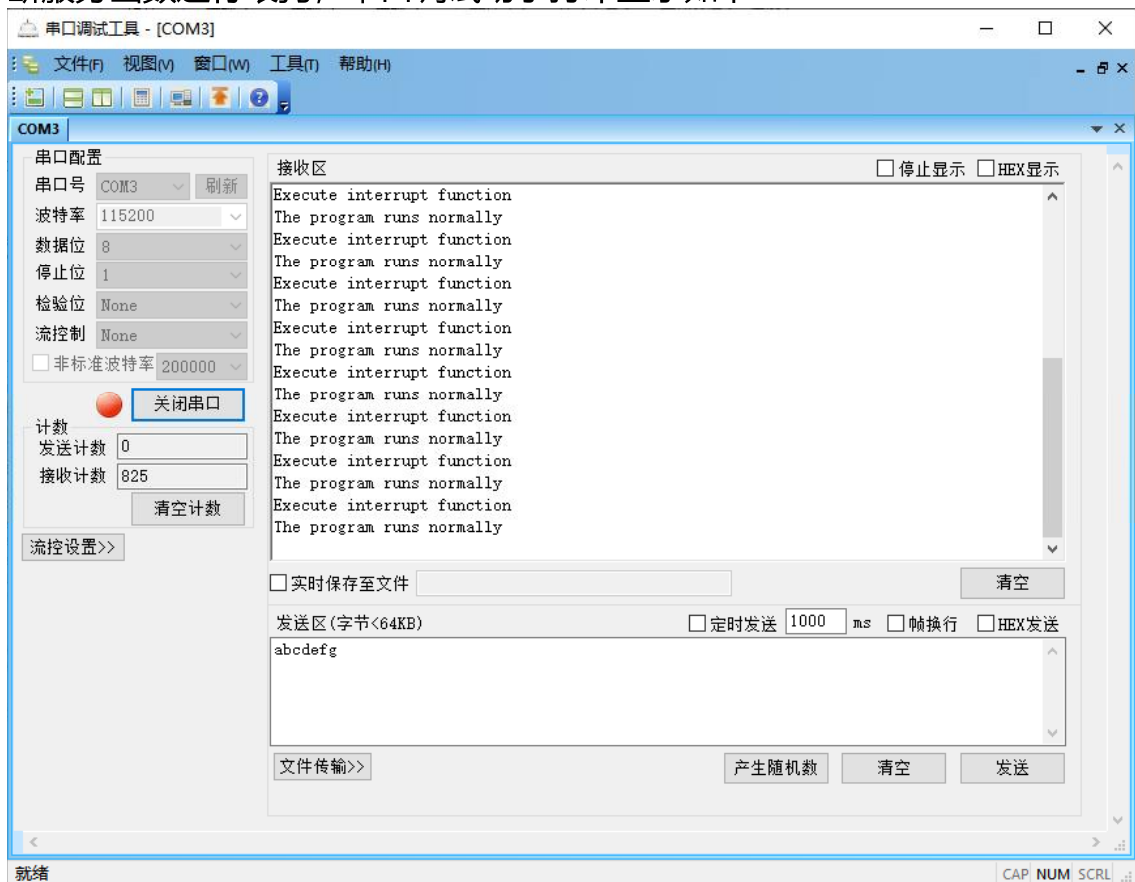 串口调试工具 - [COM3]
文件(F) 视图(V) 窗口(W) 工具(T) 帮助(H)
COM3
串口配置
串口号 COM3 刷新
波特率 115200
数据位 8
停止位 1
检验位 None
流控制 None
非标准波特率 200000
关闭串口
计数
发送计数 0
接收计数 825
清空计数
流控设置>>
接收区 停止显示 HEX显示
Execute interrupt function
The program runs normally
Execute interrupt function
The program runs normally
Execute interrupt function
The program runs normally
Execute interrupt function
The program runs normally
Execute interrupt function
The program runs normally
Execute interrupt function
The program runs normally
Execute interrupt function
The program runs normally
Execute interrupt function
The program runs normally
实时保存至文件 清空
发送区(字节<64KB) 定时发送 1000 ms 帧换行 HEX发送
abcdefg
文件传输>> 产生随机数 清空 发送
就绪 CAP NUM SCRL